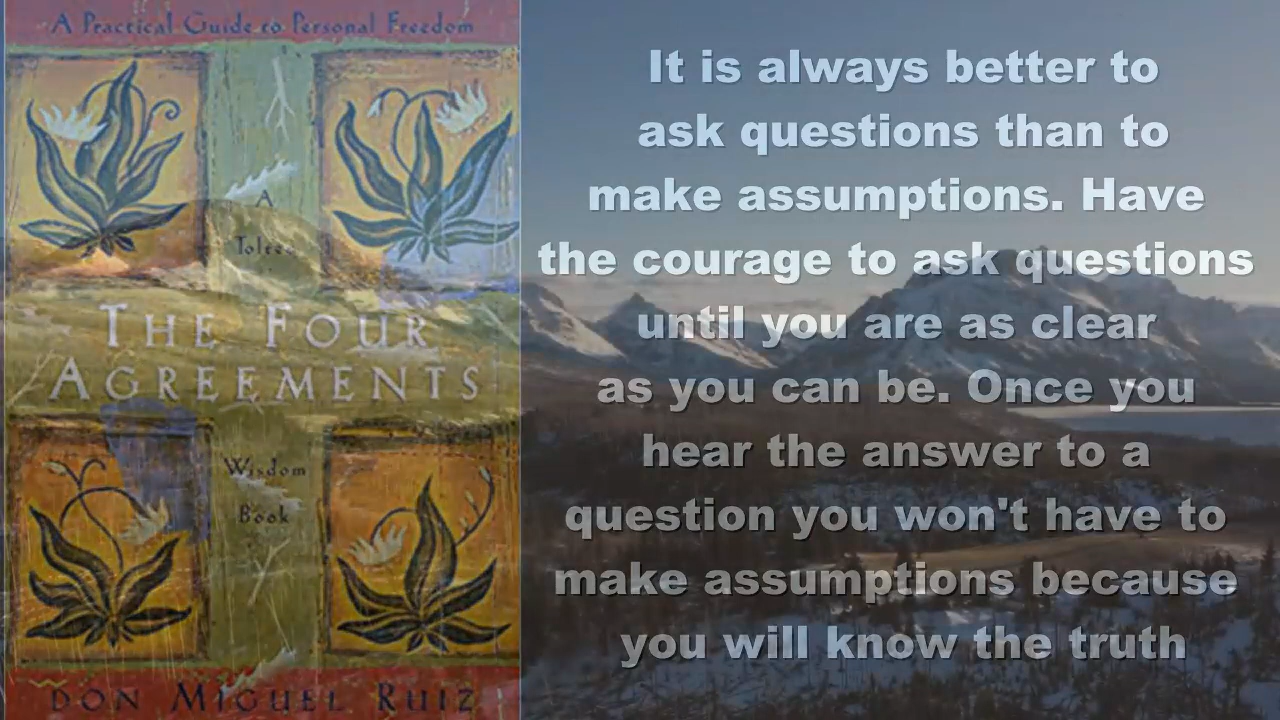 A Practical Guide to Personal Freedom
A
Toltec
THE FOUR
AGREEMENTS
Wisdom
Book
DON MIGUEL RUIZ
It is always better to
ask questions than to
make assumptions. Have
the courage to ask questions
until you are as clear
as you can be. Once you
hear the answer to a
question you won't have to
make assumptions because
you will know the truth